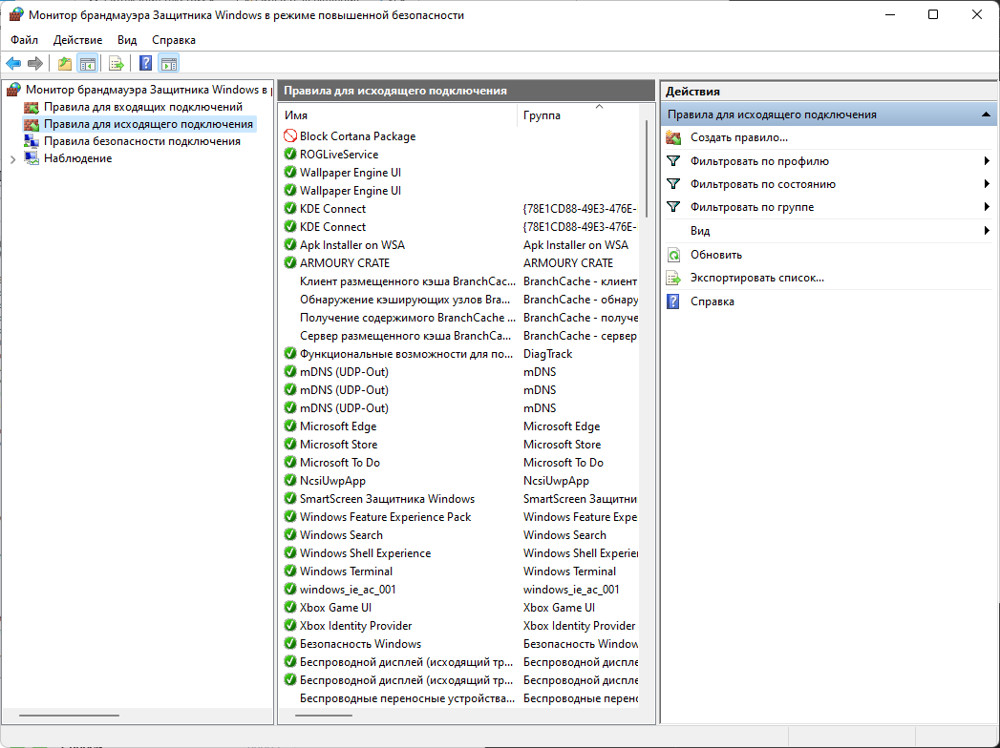 Монитор брандмауэра Защитника Windows в режиме повышенной безопасности
Файл Действие Вид Справка
Монитор брандмауэра Защитника Windows в р
Правила для входящих подключений
Правила для исходящего подключения
Правила безопасности подключения
Наблюдение
Правила для исходящего подключения
Имя Группа
Block Cortana Package
ROGLiveService
Wallpaper Engine UI
Wallpaper Engine UI
KDE Connect {78E1CD88-49E3-476E-
KDE Connect {78E1CD88-49E3-476E-
Apk Installer on WSA Apk Installer on WSA
ARMOURY CRATE ARMOURY CRATE
Клиент размещенного кэша BranchCac... BranchCache - клиент
Обнаружение кэширующих узлов Bra... BranchCache - обнару
Получение содержимого BranchCache ... BranchCache - получе
Сервер размещенного кэша BranchCa... BranchCache - сервер
Функциональные возможности для по... DiagTrack
mDNS (UDP-Out) mDNS
mDNS (UDP-Out) mDNS
mDNS (UDP-Out) mDNS
Microsoft Edge Microsoft Edge
Microsoft Store Microsoft Store
Microsoft To Do Microsoft To Do
NcsiUwpApp NcsiUwpApp
SmartScreen Защитника Windows SmartScreen Защитни
Windows Feature Experience Pack Windows Feature Expe
Windows Search Windows Search
Windows Shell Experience Windows Shell Experie
Windows Terminal Windows Terminal
windows_ie_ac_001 windows_ie_ac_001
Xbox Game UI Xbox Game UI
Xbox Identity Provider Xbox Identity Provider
Безопасность Windows Безопасность Window
Беспроводной дисплей (исходящий тр... Беспроводной диспле
Беспроводной дисплей (исходящий тр... Беспроводной диспле
Беспроводные переносные устройства... Беспроводные перен
Действия
Правила для исходящего подключения
Создать правило...
Фильтровать по профилю
Фильтровать по состоянию
Фильтровать по группе
Вид
Обновить
Экспортировать список...
Справка